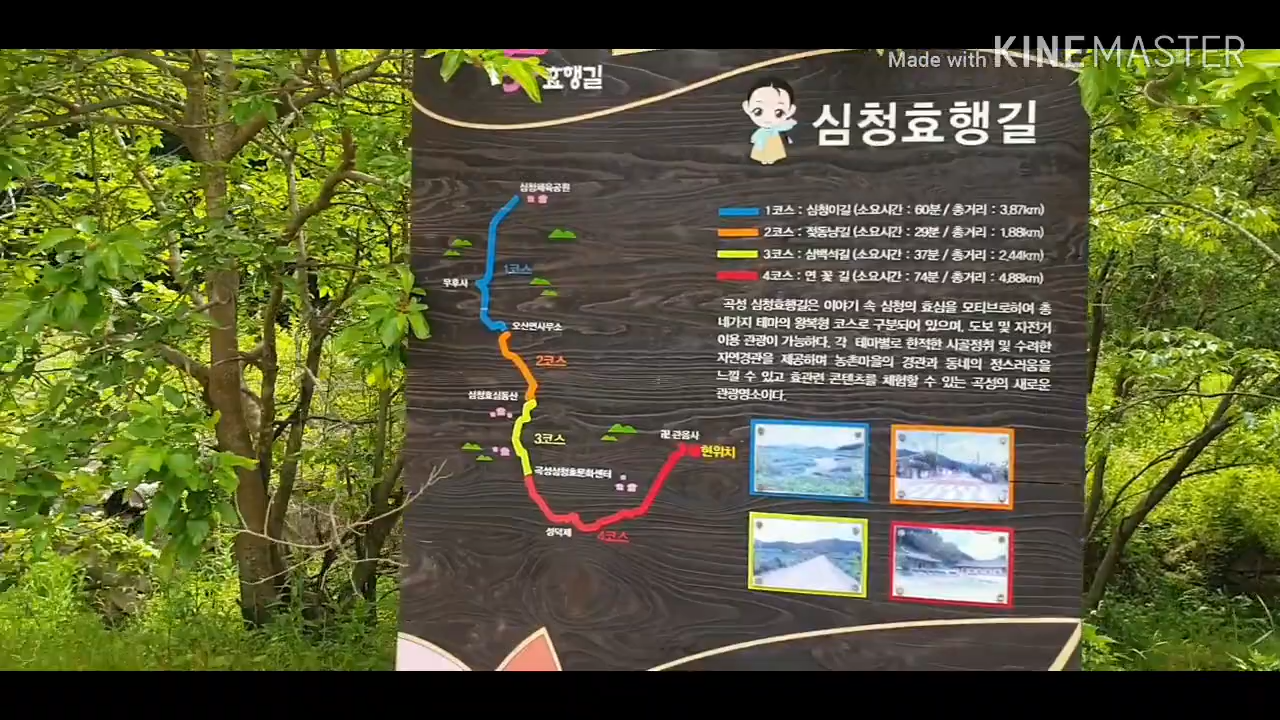 Made with KINEMASTER
효행길
심청효행길
1코스 : 심청이길 (소요시간 : 60분 / 총거리 : 3.87km)
2코스 : 젖동냥길 (소요시간 : 29분 / 총거리 : 1.88km)
3코스 : 삼백석길 (소요시간 : 37분 / 총거리 : 2.44km)
4코스 : 연 꽃 길 (소요시간 : 74분 / 총거리 : 4.88km)
곡성 심청효행길은 이야기 속 심청의 효심을 모티브로하여 총
네가지 테마의 왕복형 코스로 구분되어 있으며, 도보 및 자전거
이용 관광이 가능하다. 각 테마별로 한적한 시골정취 및 수려한
자연경관을 제공하며 농촌마을의 경관과 동네의 정스러움을
느낄 수 있고 효관련 콘텐츠를 체험할 수 있는 곡성의 새로운
관광명소이다.
심청체육공원
1코스
무후사
오산면사무소
2코스
심청효심동산
3코스
곡성심청효문화센터
관음사
현위치
성덕제
4코스